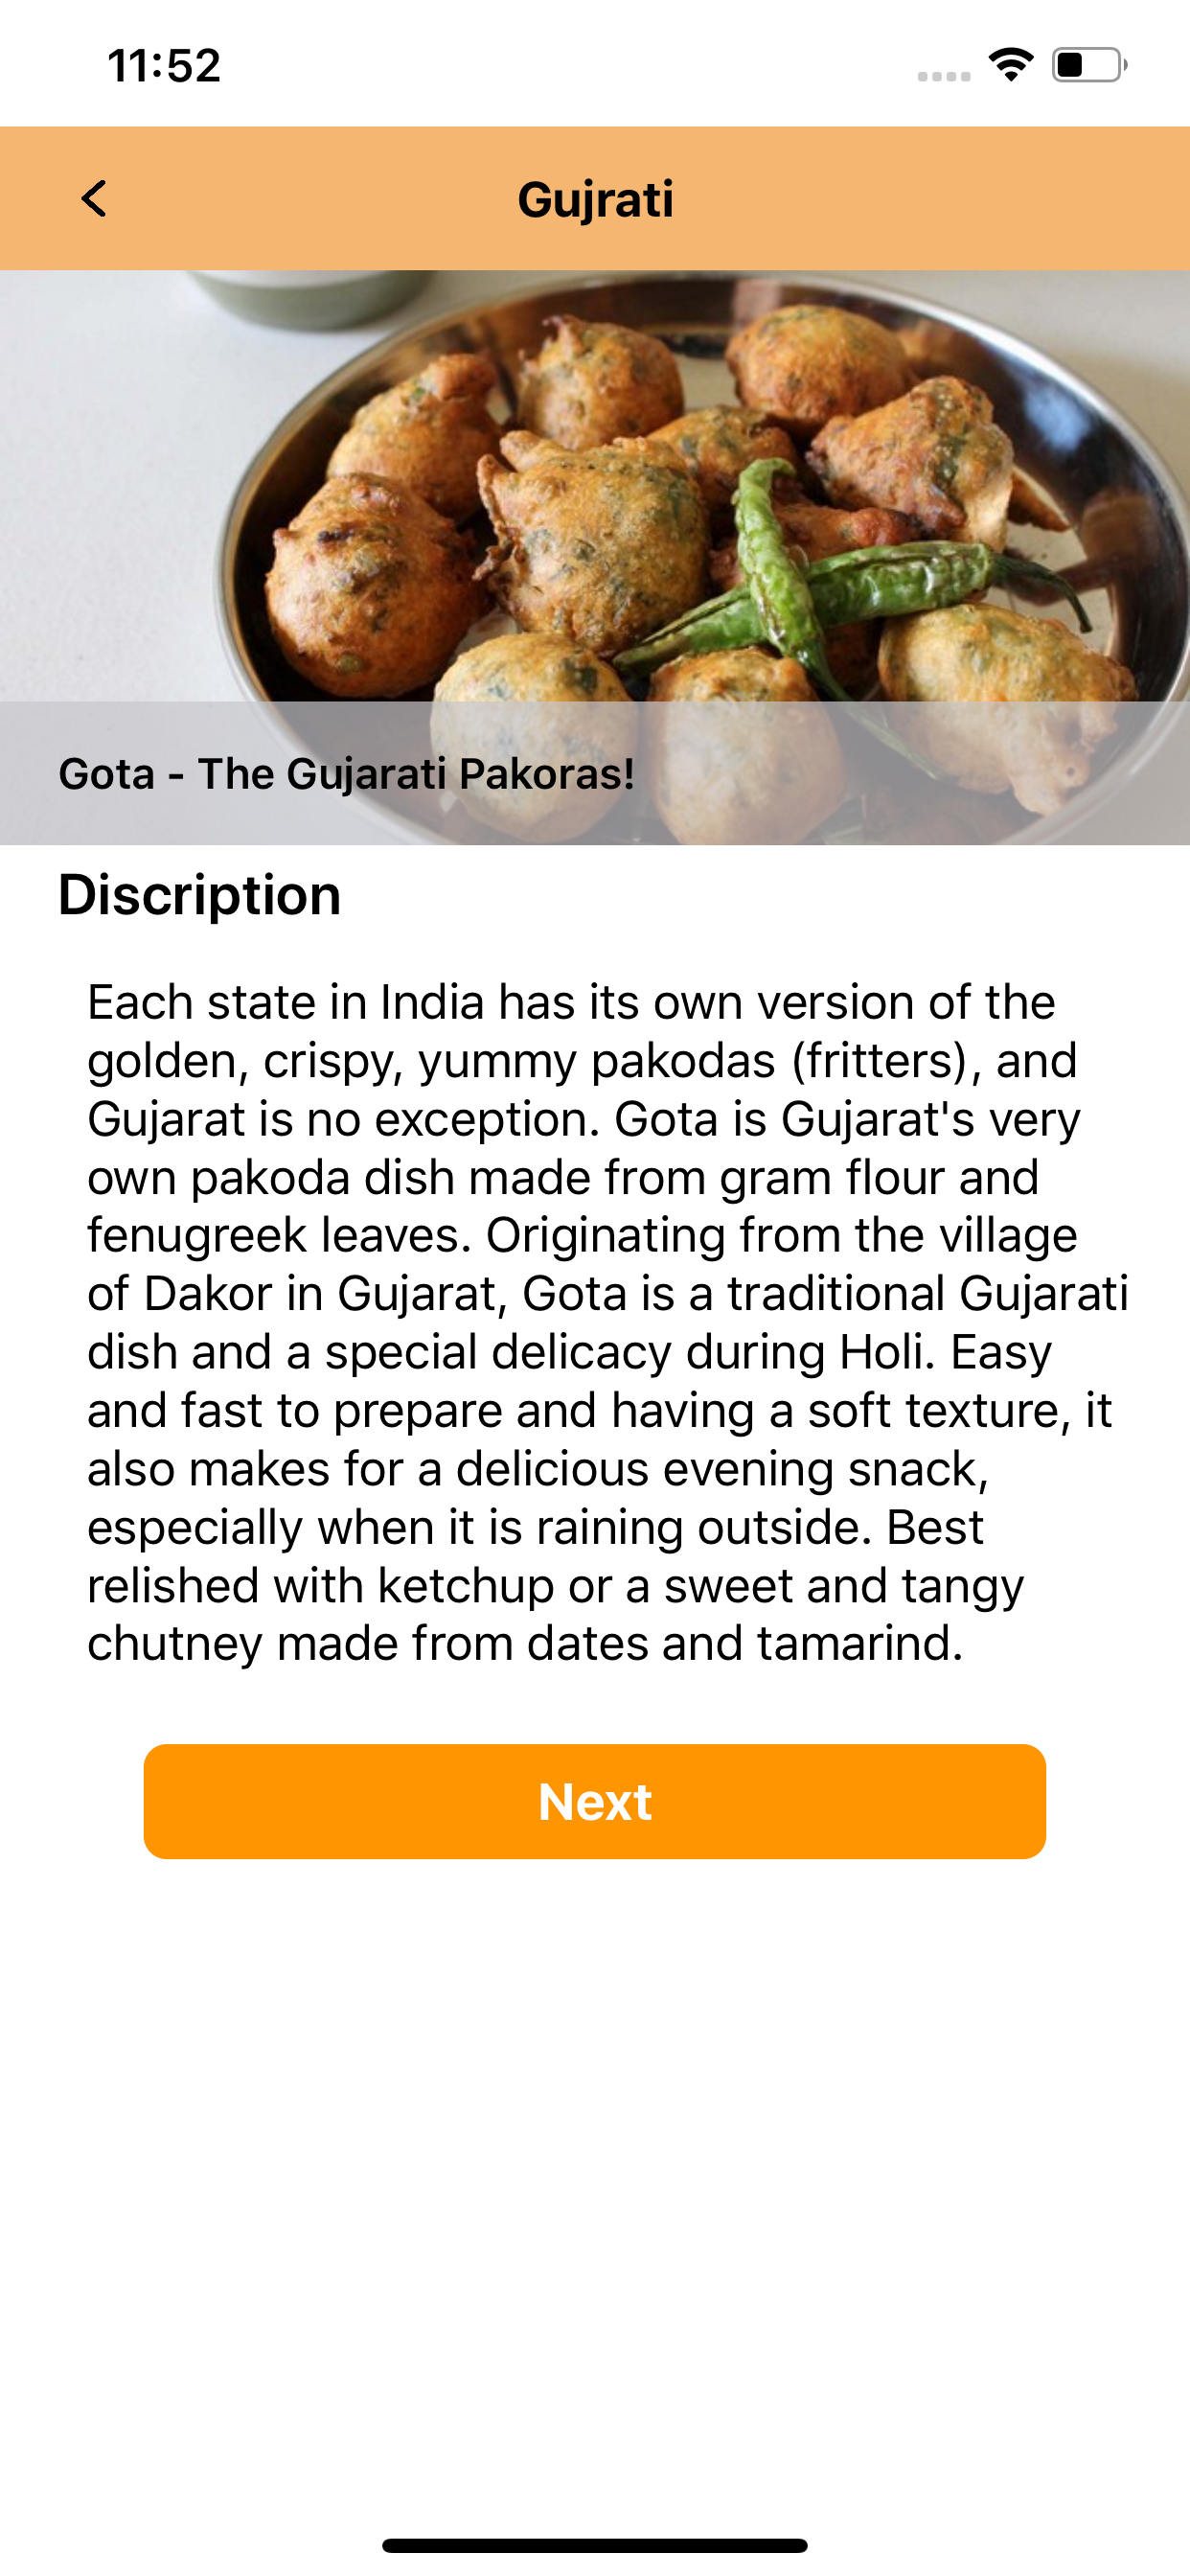 11:52
Gujrati
Gota - The Gujarati Pakoras!
Discription
Each state in India has its own version of the
golden, crispy, yummy pakodas (fritters), and
Gujarat is no exception. Gota is Gujarat's very
own pakoda dish made from gram flour and
fenugreek leaves. Originating from the village
of Dakor in Gujarat, Gota is a traditional Gujarati
dish and a special delicacy during Holi. Easy
and fast to prepare and having a soft texture, it
also makes for a delicious evening snack,
especially when it is raining outside. Best
relished with ketchup or a sweet and tangy
chutney made from dates and tamarind.
Next